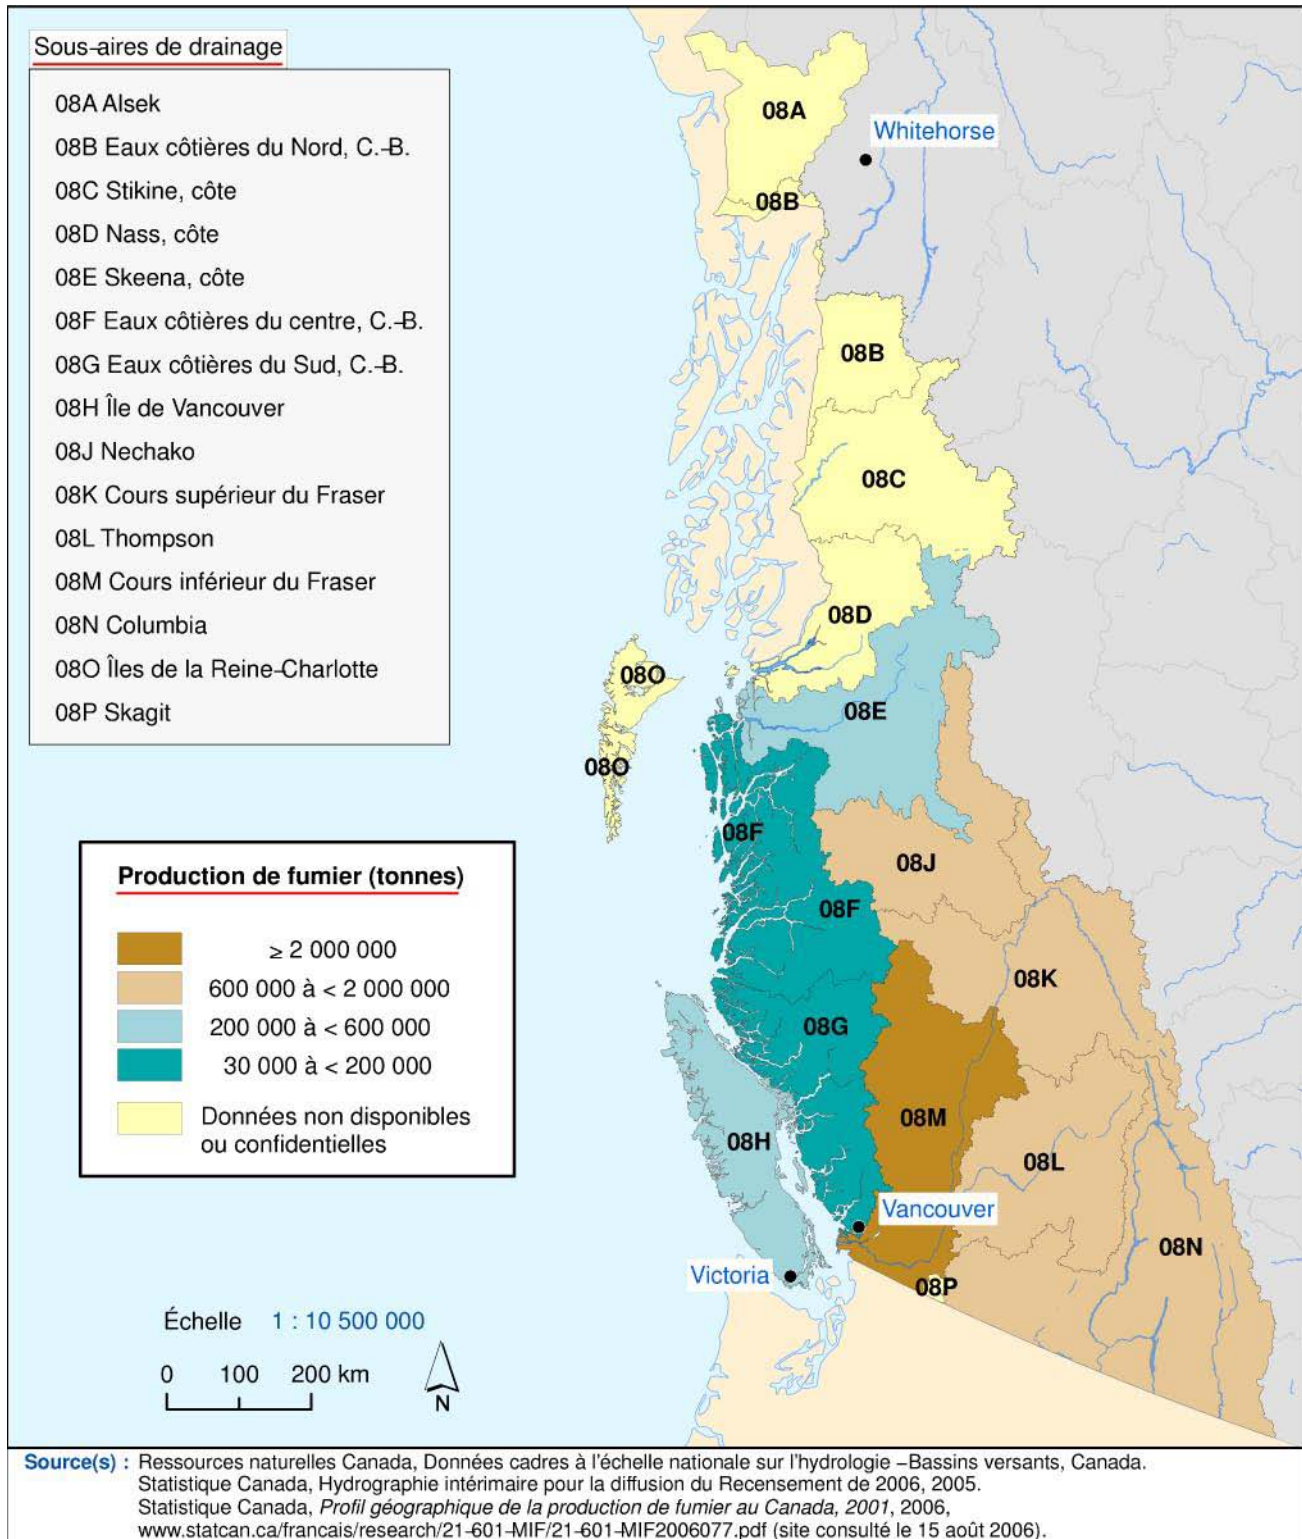 Sous-aires de drainage
08A Alsek
08B Eaux côtières du Nord, C.-B.
08C Stikine, côte
08D Nass, côte
08E Skeena, côte
08F Eaux côtières du centre, C.-B.
08G Eaux côtières du Sud, C.-B.
08H Île de Vancouver
08J Nechako
08K Cours supérieur du Fraser
08L Thompson
08M Cours inférieur du Fraser
08N Columbia
08O Îles de la Reine-Charlotte
08P Skagit
08A
Whitehorse
08B
08B
08C
08D
08O
08E
08O
08F
08J
08F
08K
08G
08M
08H
08L
Vancouver
08N
Victoria
08P
Production de fumier (tonnes)
≥ 2 000 000
600 000 à < 2 000 000
200 000 à < 600 000
30 000 à < 200 000
Données non disponibles
ou confidentielles
Échelle 1 : 10 500 000
0 100 200 km
N
Source(s) : Ressources naturelles Canada, Données cadres à l'échelle nationale sur l'hydrologie –Bassins versants, Canada.
Statistique Canada, Hydrographie intérimaire pour la diffusion du Recensement de 2006, 2005.
Statistique Canada, Profil géographique de la production de fumier au Canada, 2001, 2006,
www.statcan.ca/francais/research/21-601-MIF/21-601-MIF2006077.pdf (site consulté le 15 août 2006).